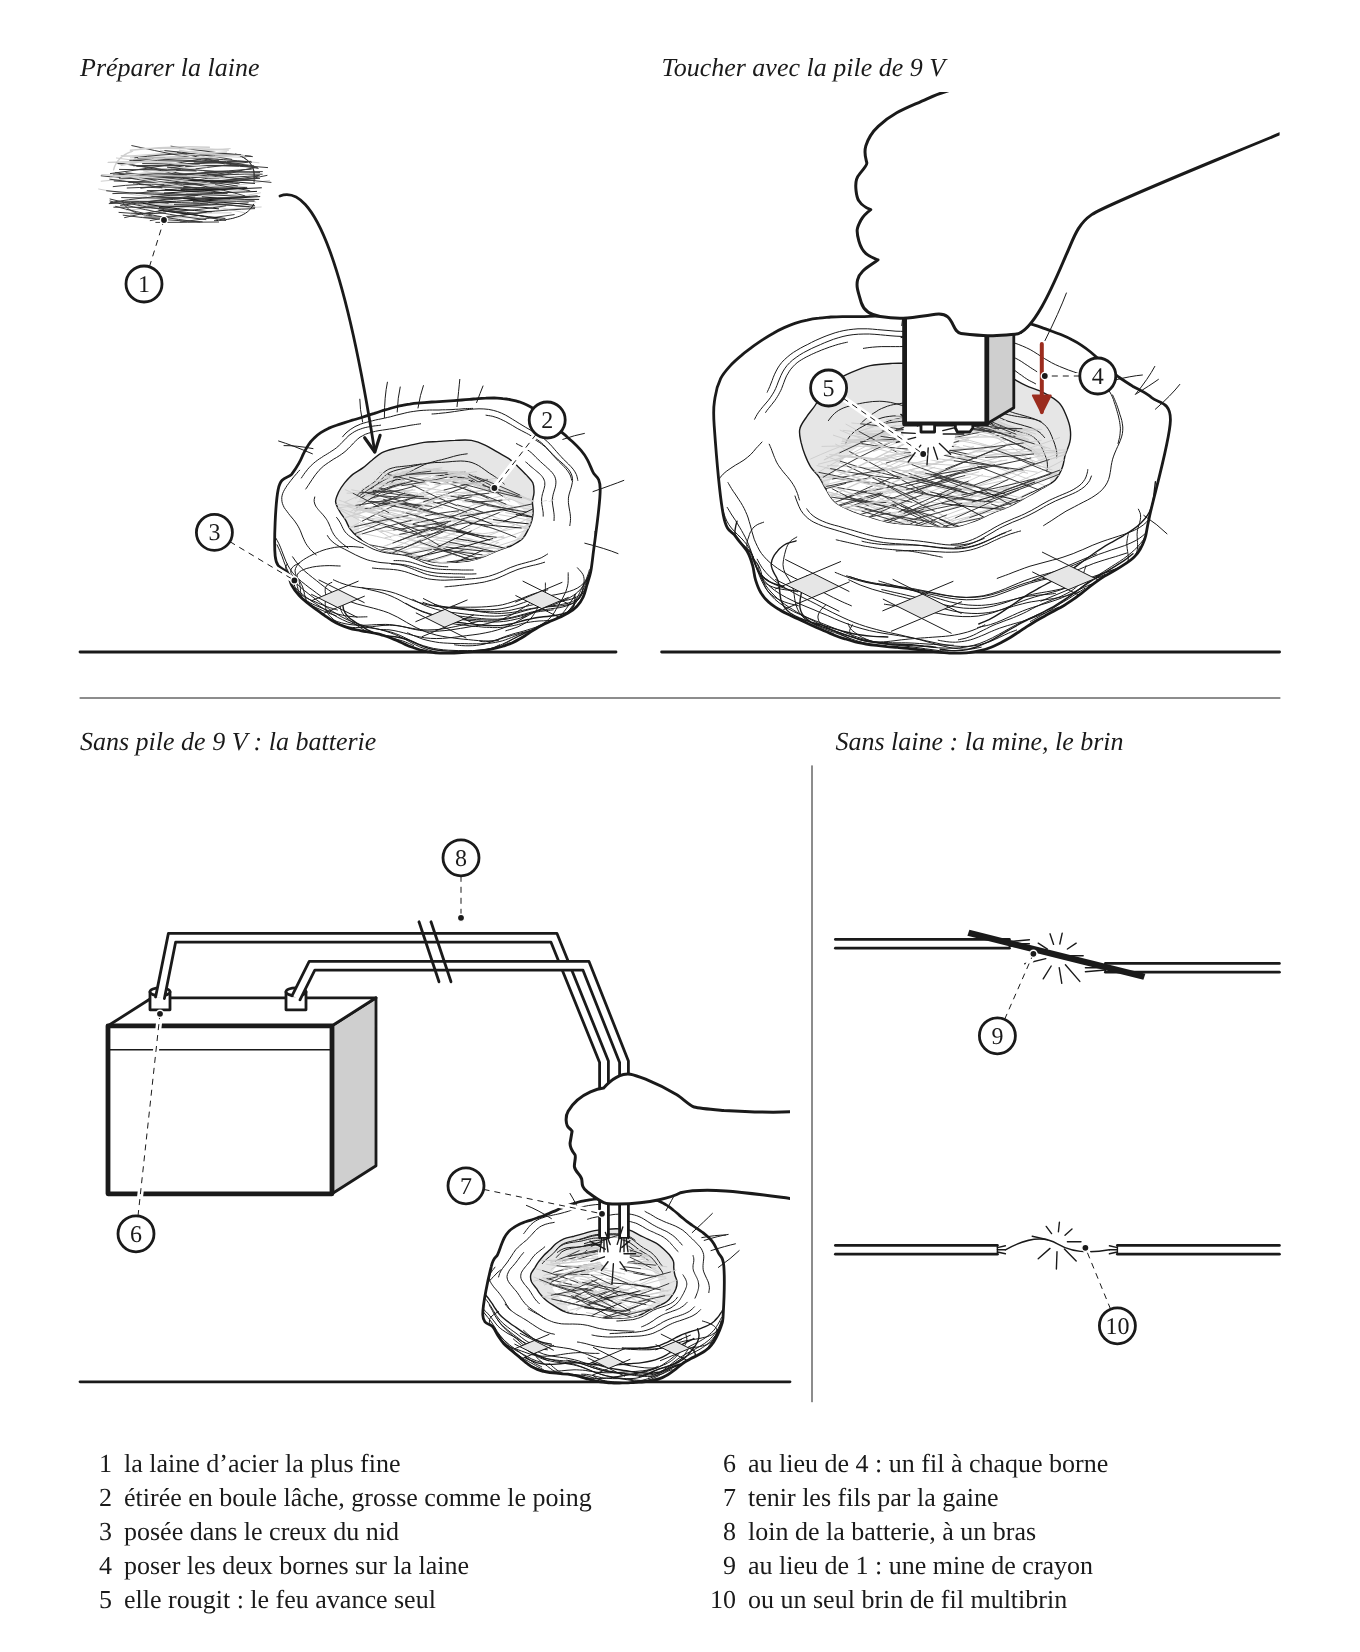 Préparer la laine
Toucher avec la pile de 9 V
1
2
3
4
5
Sans pile de 9 V : la batterie
Sans laine : la mine, le brin
8
9
7
6
10
1 la laine d’acier la plus fine
2 étirée en boule lâche, grosse comme le poing
3 posée dans le creux du nid
4 poser les deux bornes sur la laine
5 elle rougit : le feu avance seul
6 au lieu de 4 : un fil à chaque borne
7 tenir les fils par la gaine
8 loin de la batterie, à un bras
9 au lieu de 1 : une mine de crayon
10 ou un seul brin de fil multibrin